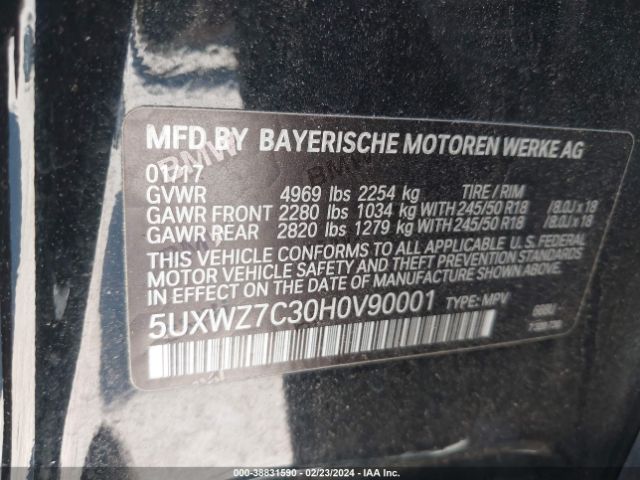 MFD BY BAYERISCHE MOTOREN WERKE AG
01/17
GVWR 4969 lbs 2254 kg TIRE / RIM
GAWR FRONT 2280 lbs 1034 kg WITH 245/50 R18 /8.0J x 18
GAWR REAR 2820 lbs 1279 kg WITH 245/50 R18 /8.0J x 18
THIS VEHICLE CONFORMS TO ALL APPLICABLE U. S. FEDERAL
MOTOR VEHICLE SAFETY AND THEFT PREVENTION STANDARDS
IN EFFECT ON THE DATE OF MANUFACTURE SHOWN ABOVE.
5UXWZ7C30H0V90001 TYPE: MPV
000-38831590 - 02/23/2024 - IAA Inc.